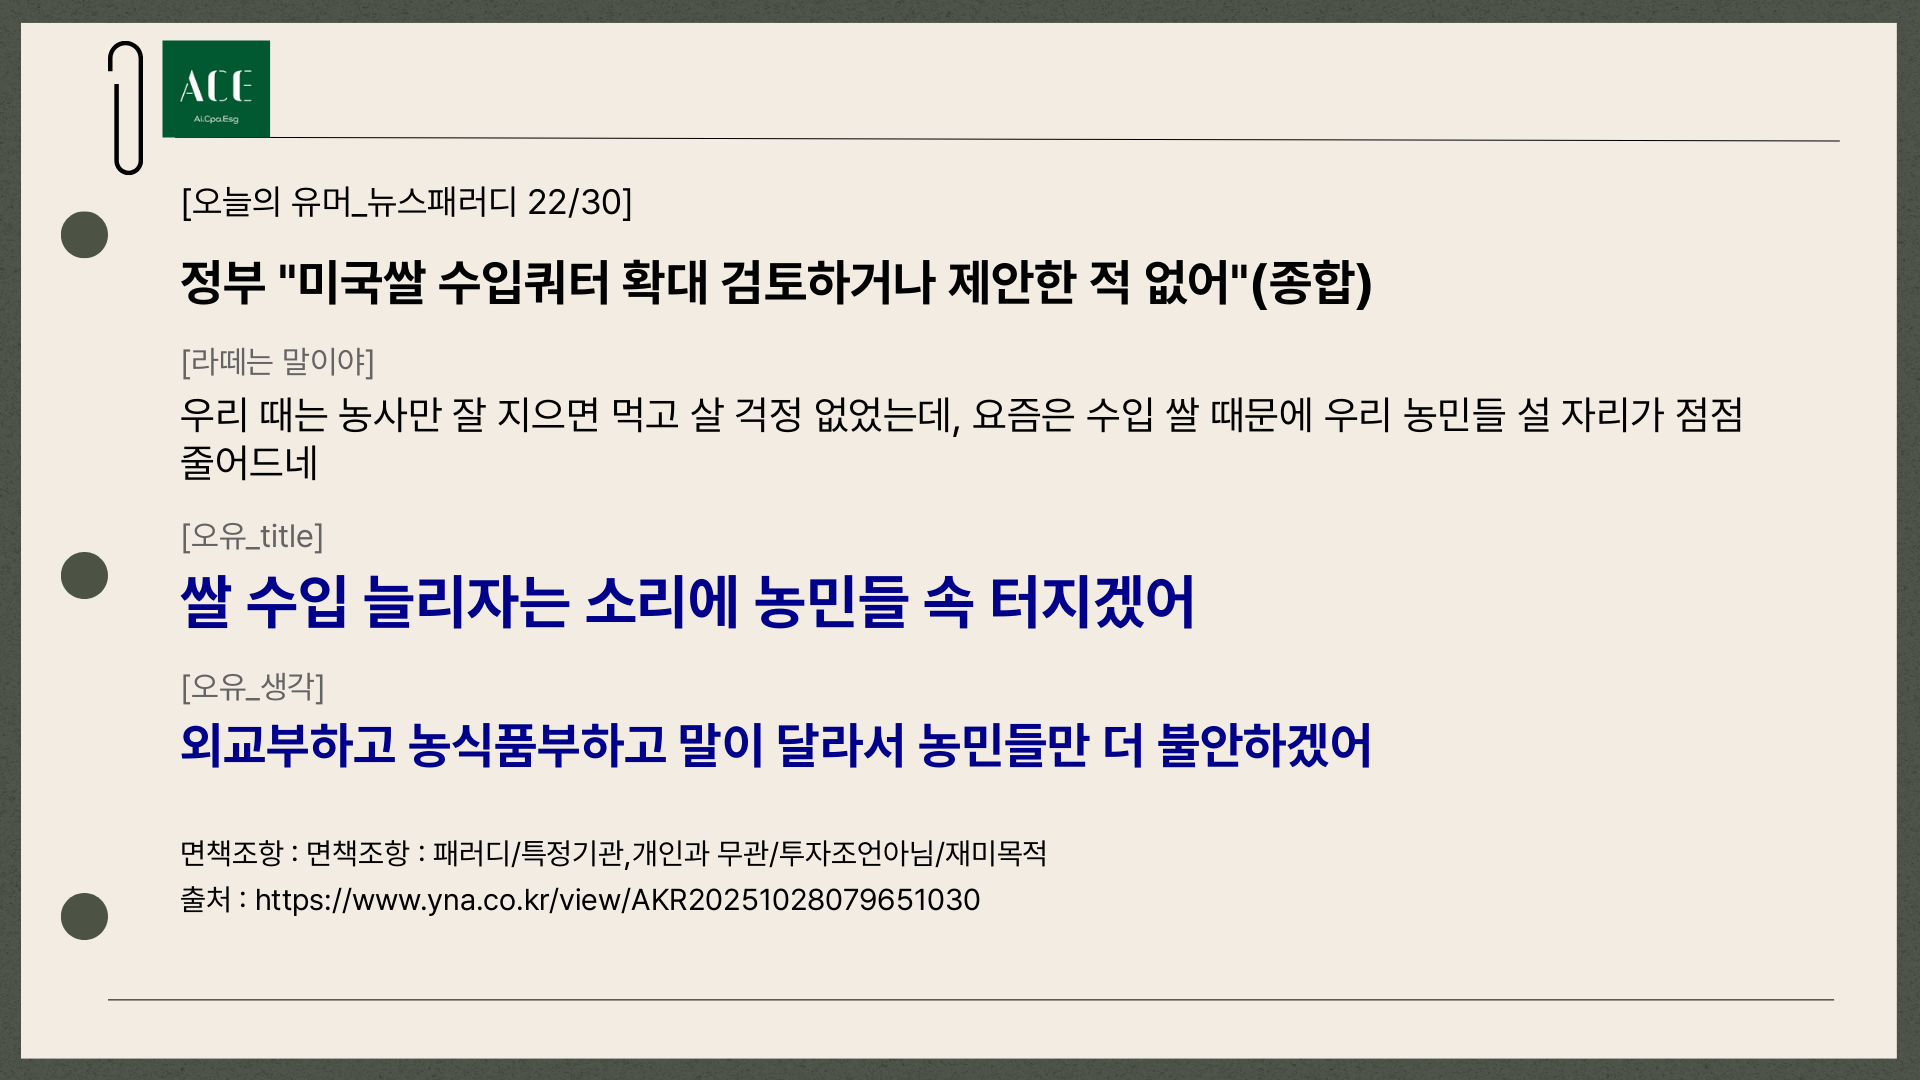 ACE
Ai.Cpa.Esg
[오늘의 유머_뉴스패러디 22/30]
정부 "미국쌀 수입쿼터 확대 검토하거나 제안한 적 없어"(종합)
[라떼는 말이야]
우리 때는 농사만 잘 지으면 먹고 살 걱정 없었는데, 요즘은 수입 쌀 때문에 우리 농민들 설 자리가 점점
줄어드네
[오유_title]
쌀 수입 늘리자는 소리에 농민들 속 터지겠어
[오유_생각]
외교부하고 농식품부하고 말이 달라서 농민들만 더 불안하겠어
면책조항 : 면책조항 : 패러디/특정기관,개인과 무관/투자조언아님/재미목적
출처 : https://www.yna.co.kr/view/AKR20251028079651030